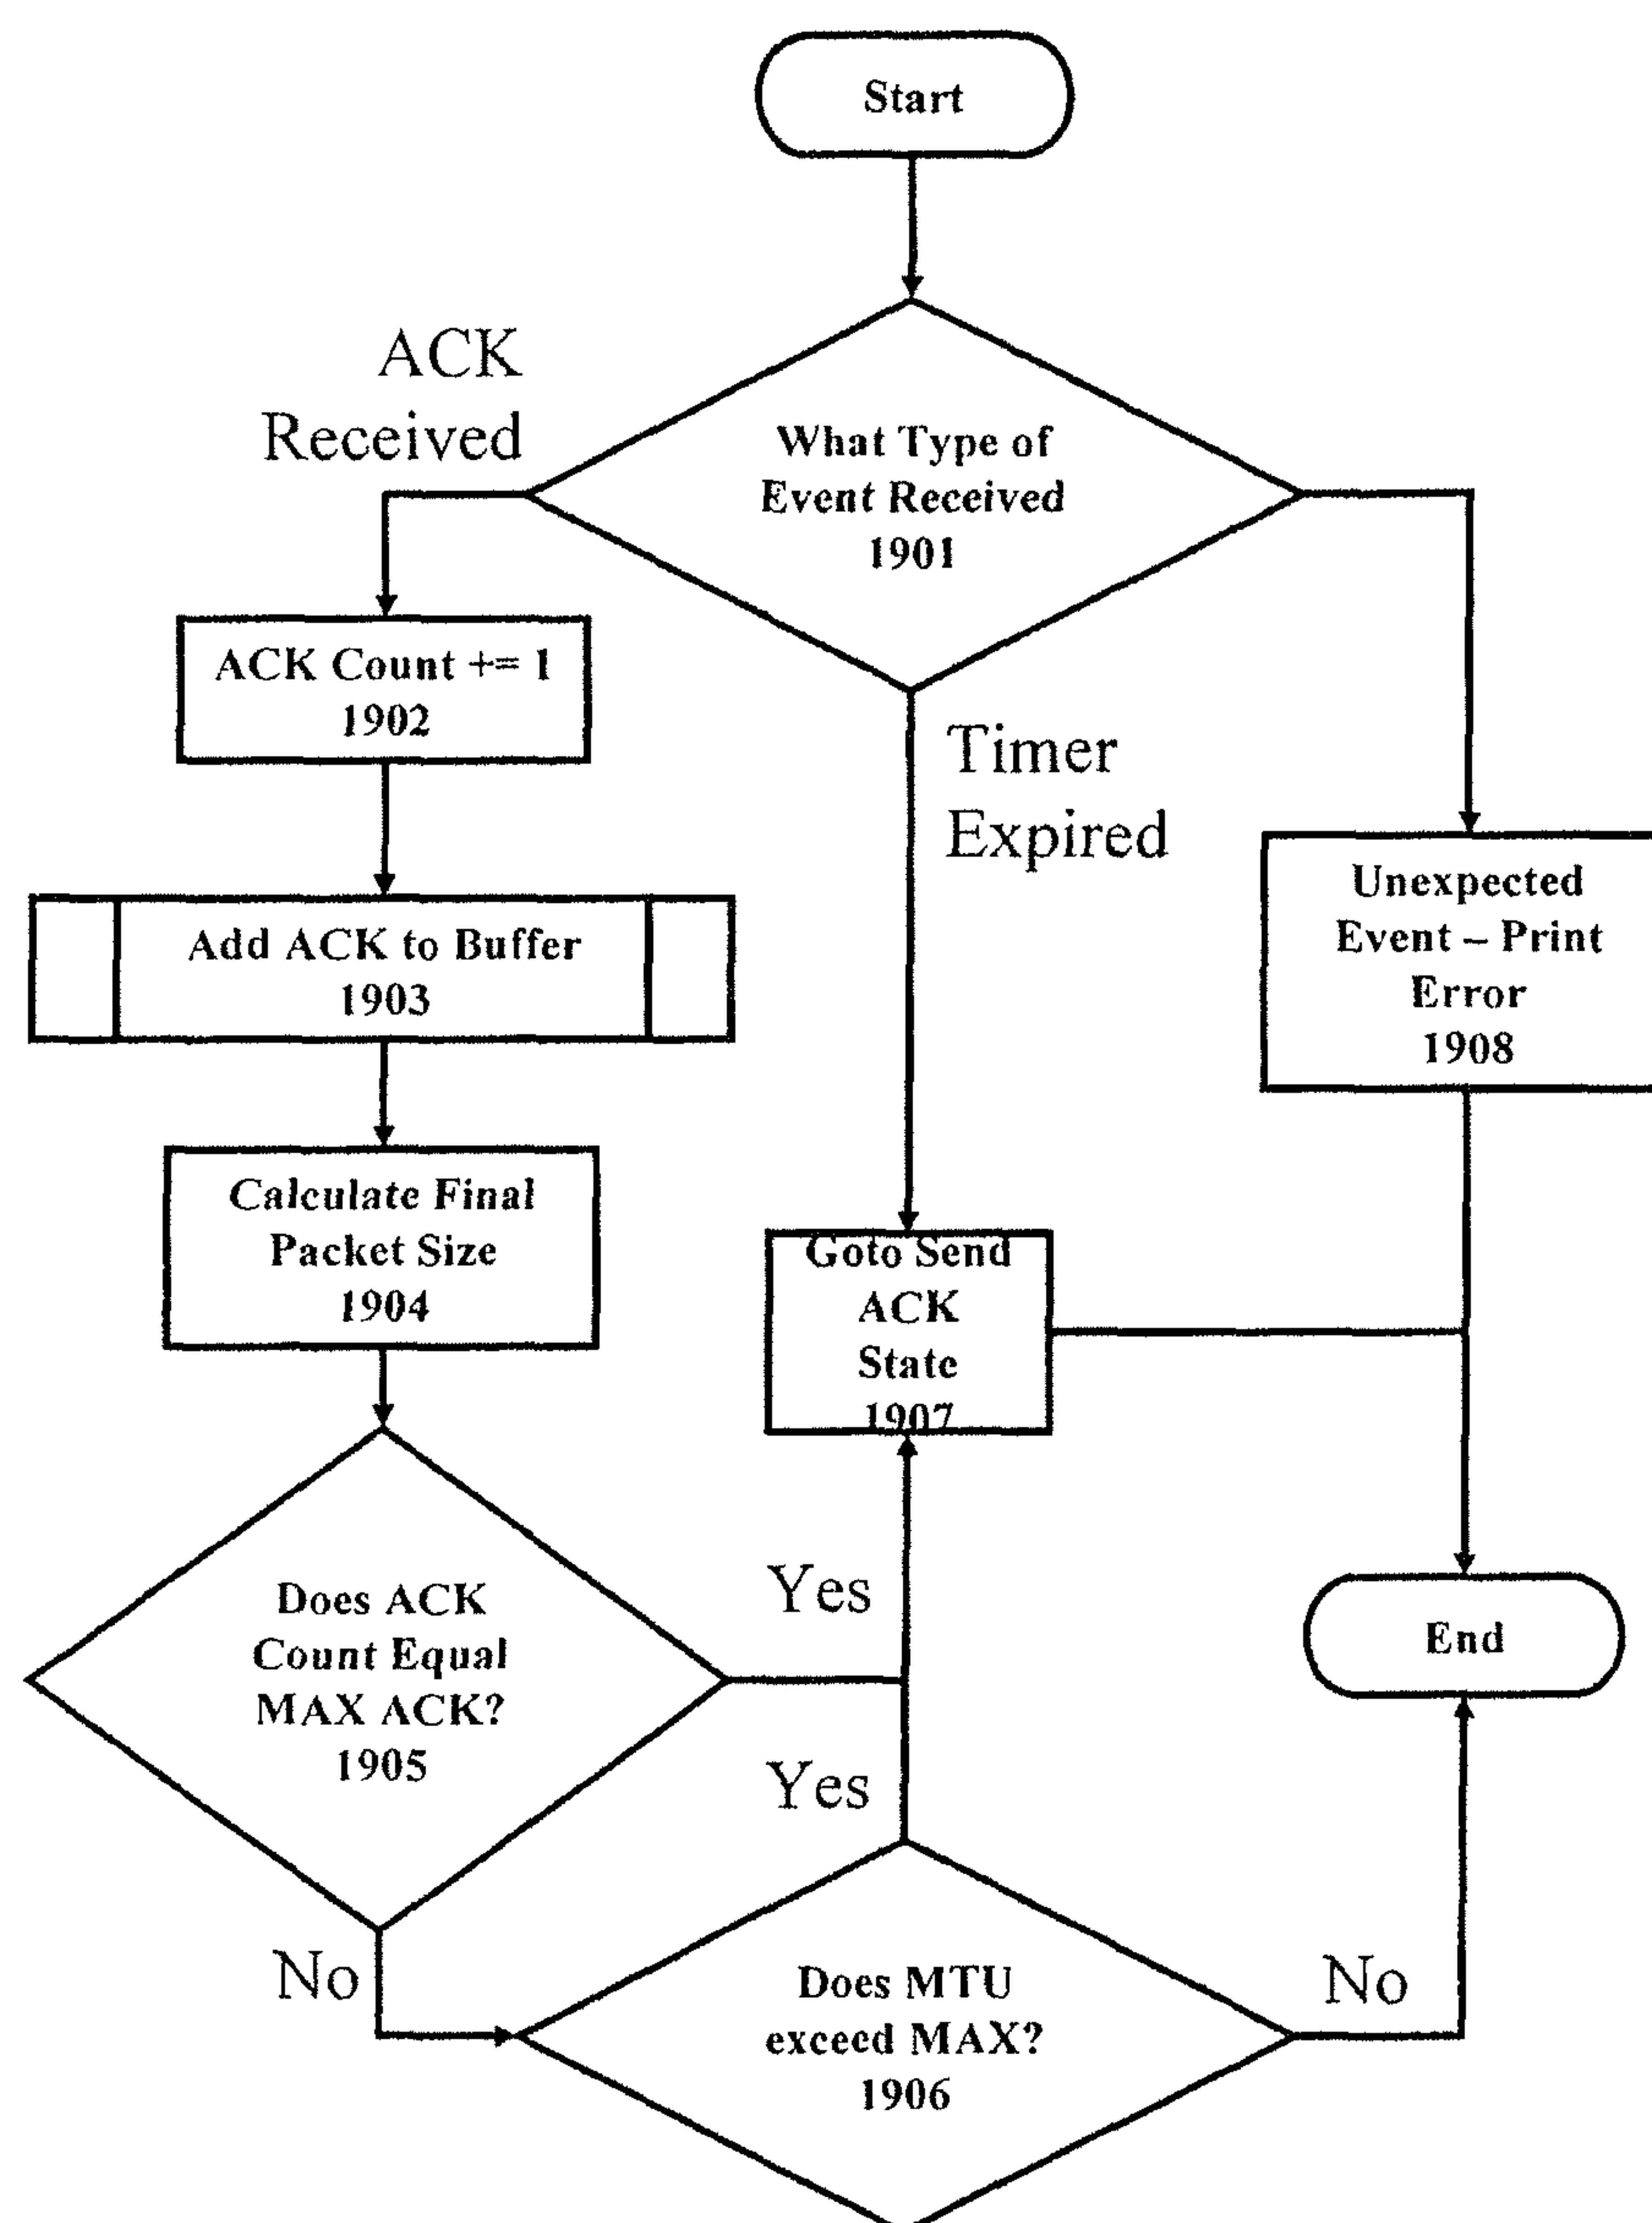 Start
ACK
Received
What Type of
Event Received
1901
ACK Count += 1
1902
Timer
Expired
Unexpected
Event – Print
Error
1908
Add ACK to Buffer
1903
Calculate Final
Packet Size
1904
Goto Send
ACK
State
1907
Does ACK
Count Equal
MAX ACK?
1905
Yes
End
Yes
No
Does MTU
exceed MAX?
1906
No